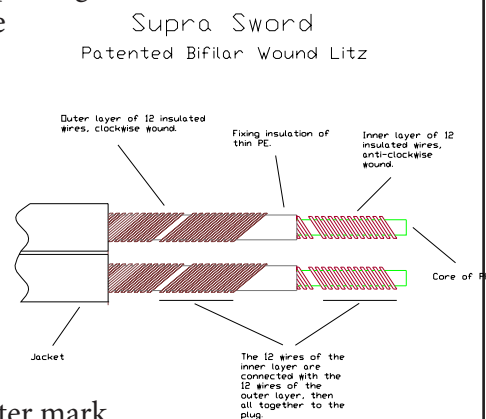 e
Supra Sword
Patented Bifilar Wound Litz
Outer layer of 12 insulated
wires, clockwise wound.
Fixing insulation of
thin PE.
Inner layer of 12
insulated wires,
anti-clockwise
wound.
Core of
Jacket
The 12 wires of the
inner layer are
connected with the
12 wires of the
outer layer, then
all together to the
plug.
ter mark